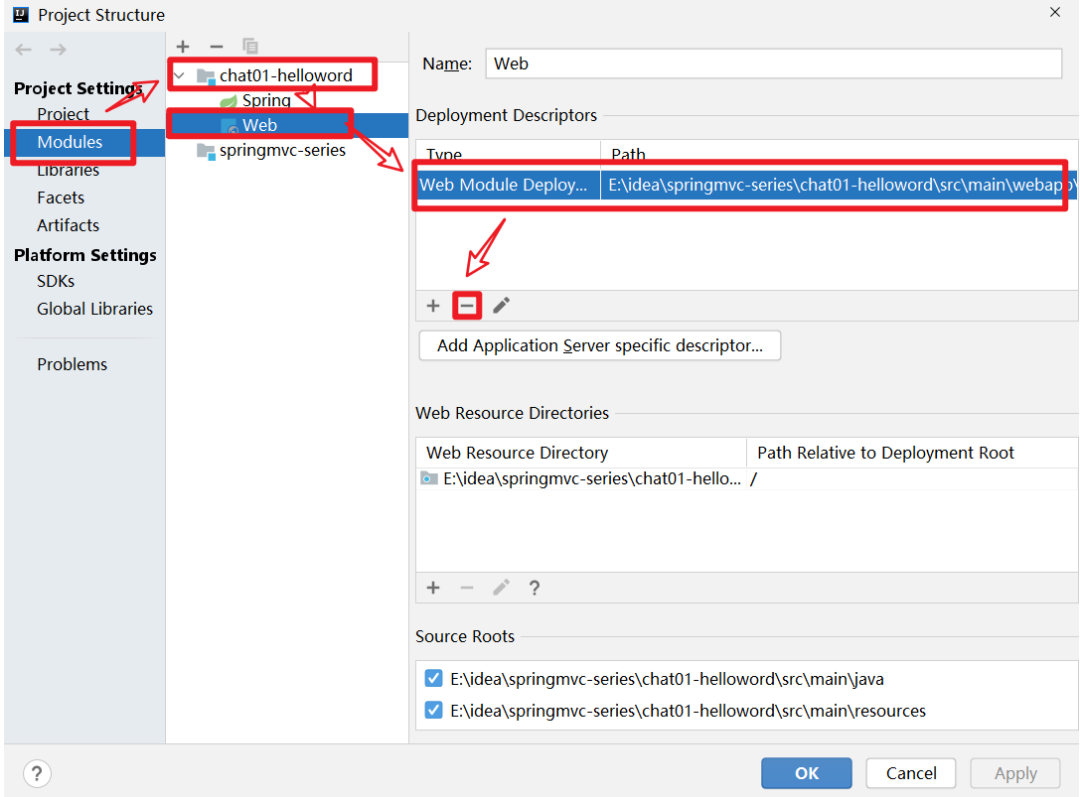 Project Structure
Project Settings
Project
Modules
Libraries
Facets
Artifacts
Platform Settings
SDKs
Global Libraries
Problems
chat01-helloword
Spring
Web
springmvc-series
Name: Web
Deployment Descriptors
Type Path
Web Module Deploy... E:\idea\springmvc-series\chat01-helloword\src\main\webapp\
Add Application Server specific descriptor...
Web Resource Directories
Web Resource Directory Path Relative to Deployment Root
E:\idea\springmvc-series\chat01-hello... /
?
Source Roots
E:\idea\springmvc-series\chat01-helloword\src\main\java
E:\idea\springmvc-series\chat01-helloword\src\main\resources
? OK Cancel Apply